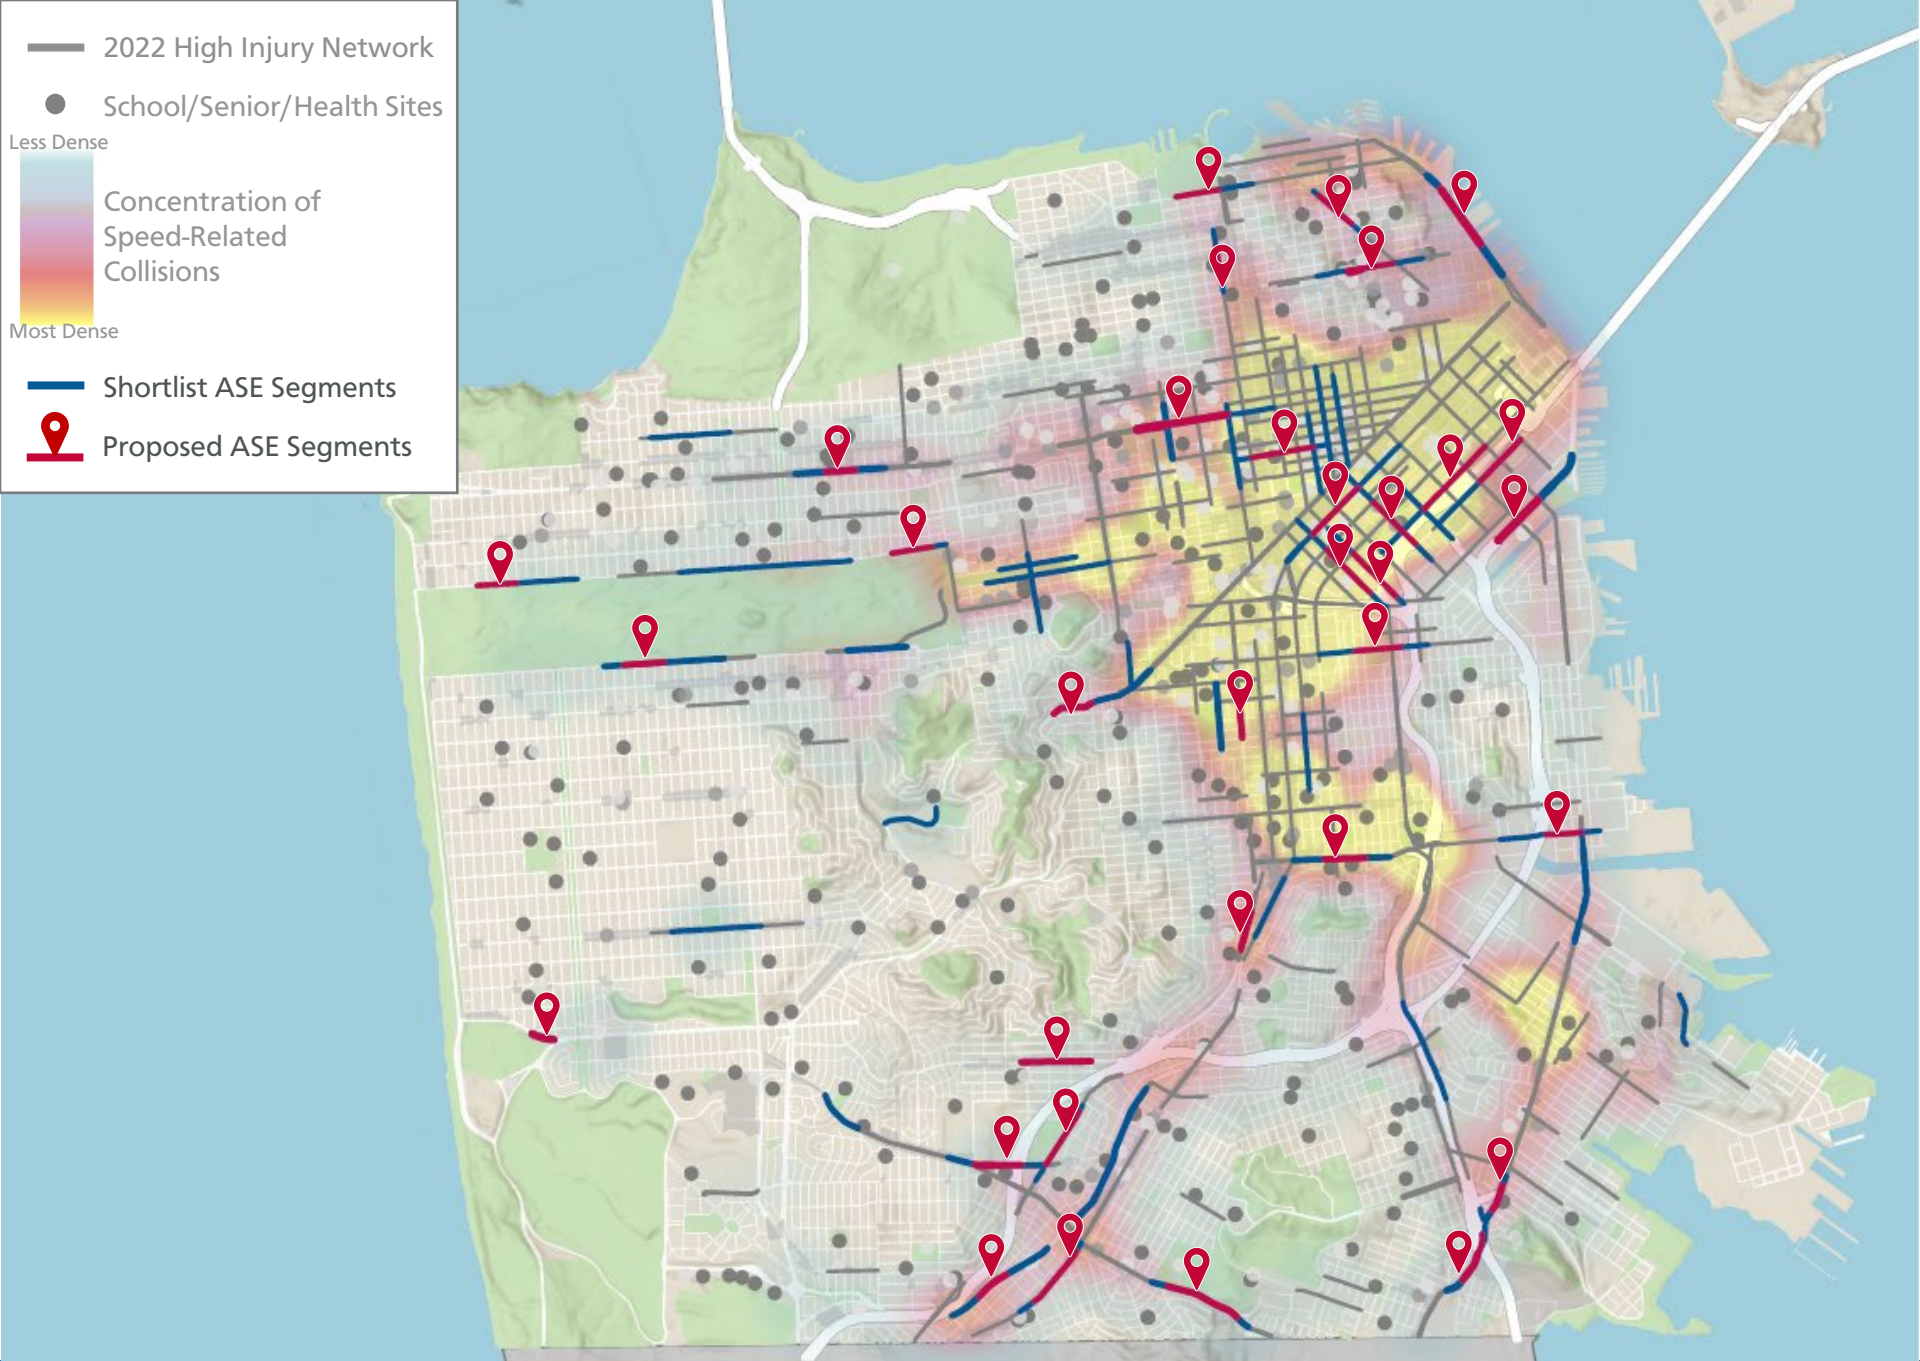 2022 High Injury Network
School/Senior/Health Sites
Less Dense
Concentration of
Speed-Related
Collisions
Most Dense
Shortlist ASE Segments
Proposed ASE Segments